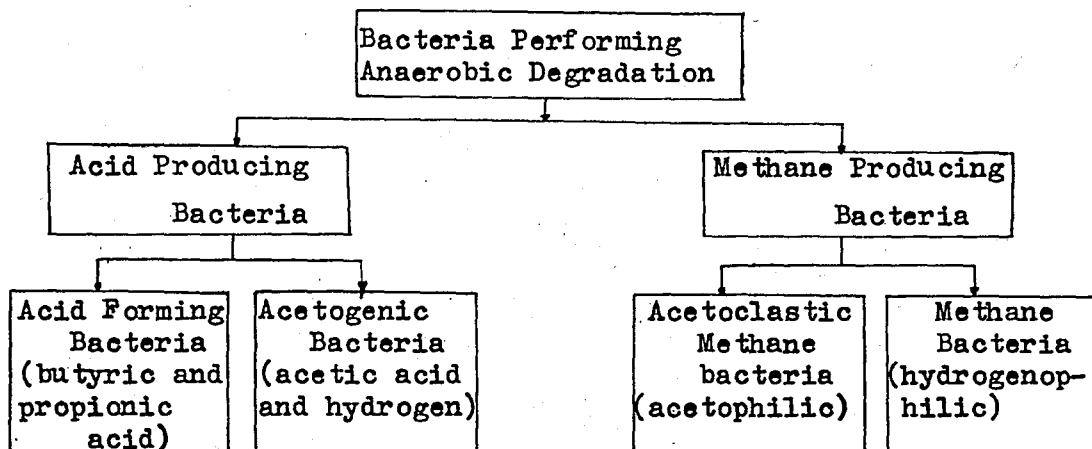 Bacteria Performing
Anaerobic Degradation
Acid Producing
Bacteria
Methane Producing
Bacteria
Acid Forming
Bacteria
(butyric and
propionic
acid)
Acetogenic
Bacteria
(acetic acid
and hydrogen)
Acetoclastic
Methane
bacteria
(acetophilic)
Methane
Bacteria
(hydrogenop-
hilic)